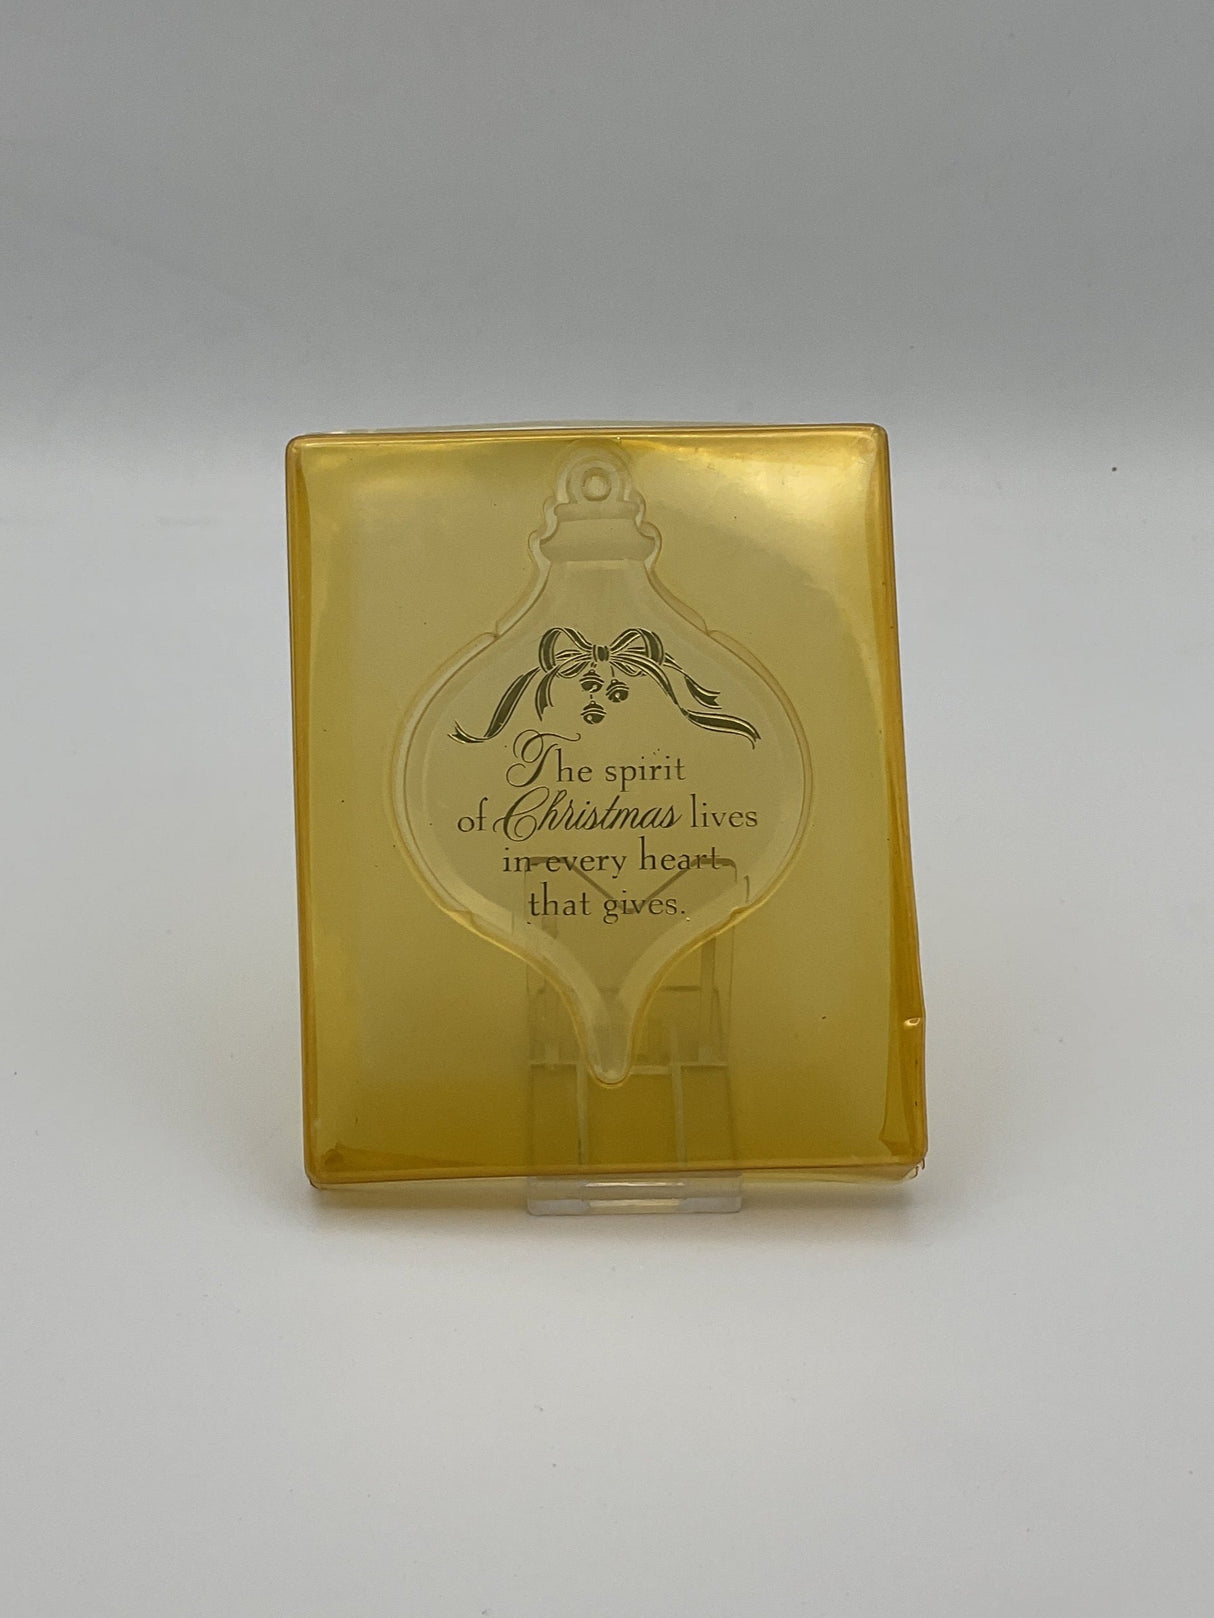 The spirit
of Christmas lives
in every heart
that gives.